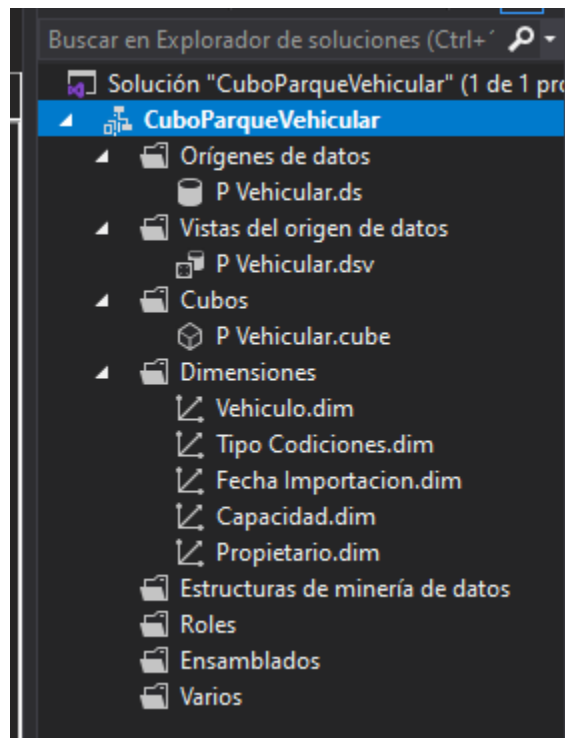 Buscar en Explorador de soluciones (Ctrl+´
Solución "CuboParqueVehicular" (1 de 1 pro
CuboParqueVehicular
Orígenes de datos
P Vehicular.ds
Vistas del origen de datos
P Vehicular.dsv
Cubos
P Vehicular.cube
Dimensiones
Vehiculo.dim
Tipo Codiciones.dim
Fecha Importacion.dim
Capacidad.dim
Propietario.dim
Estructuras de minería de datos
Roles
Ensamblados
Varios